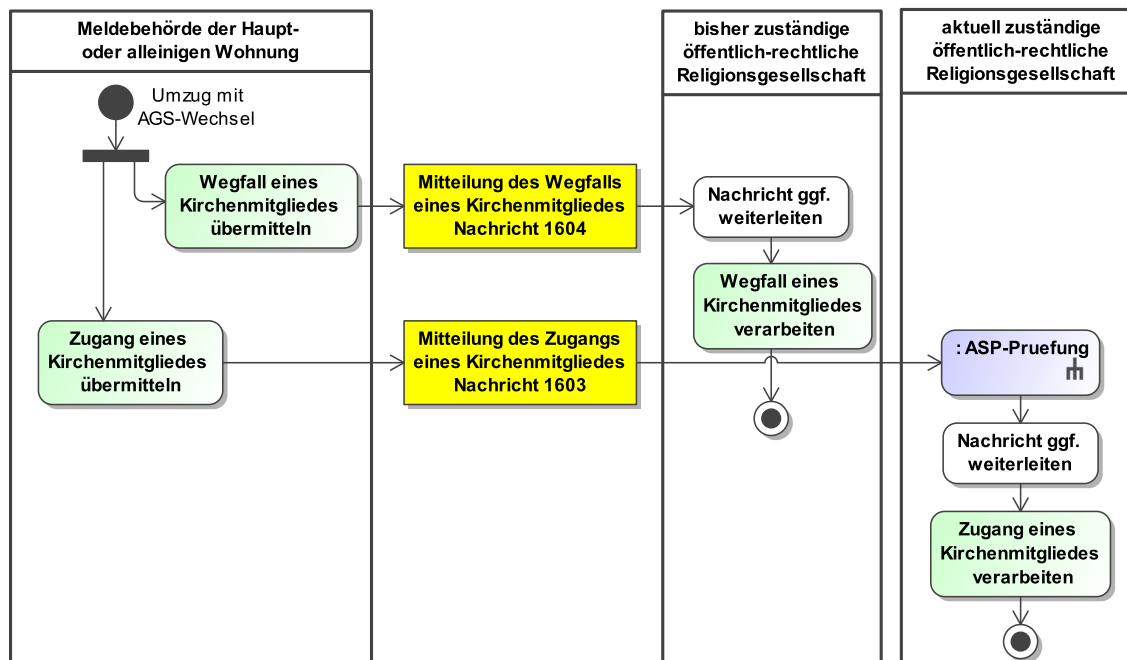 Meldebehörde der Haupt-
oder alleinigen Wohnung
bisher zuständige
öffentlich-rechtliche
Religionsgesellschaft
aktuell zuständige
öffentlich-rechtliche
Religionsgesellschaft
Umzug mit
AGS-Wechsel
Wegfall eines
Kirchenmitgliedes
übermitteln
Mitteilung des Wegfalls
eines Kirchenmitgliedes
Nachricht 1604
Nachricht ggf.
weiterleiten
Wegfall eines
Kirchenmitgliedes
verarbeiten
Zugang eines
Kirchenmitgliedes
übermitteln
Mitteilung des Zugangs
eines Kirchenmitgliedes
Nachricht 1603
: ASP-Pruefung
Nachricht ggf.
weiterleiten
Zugang eines
Kirchenmitgliedes
verarbeiten